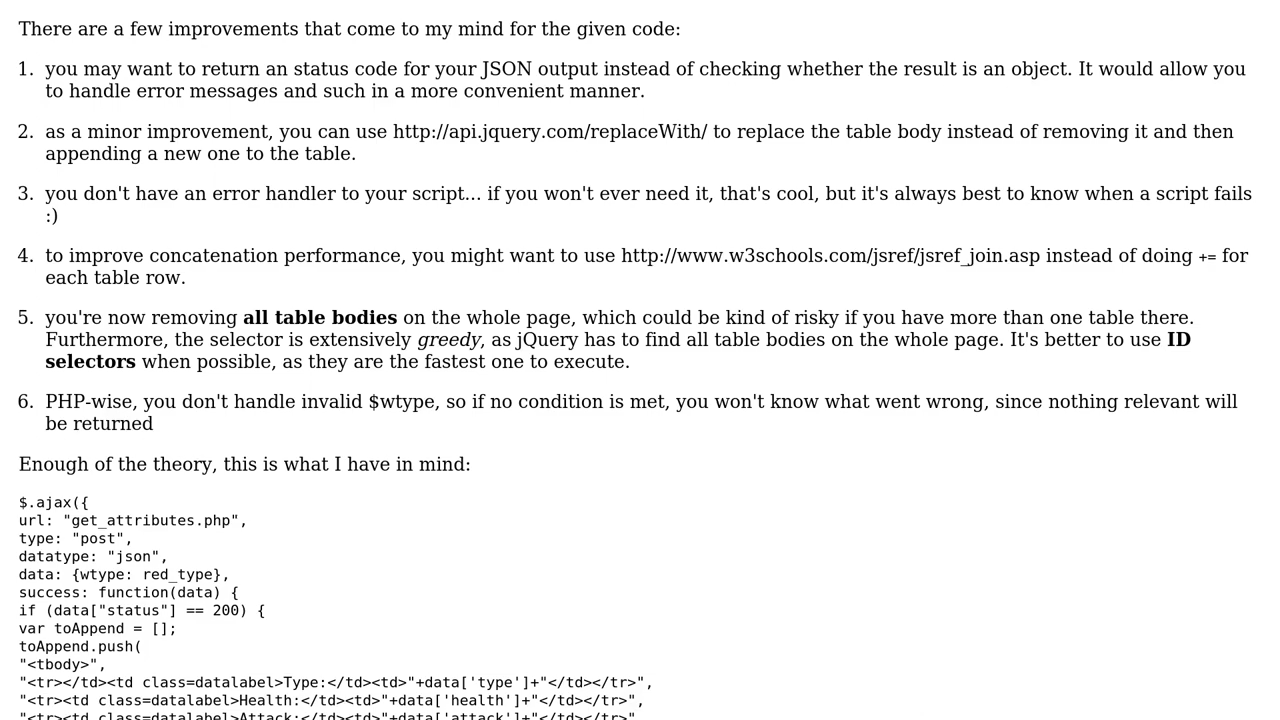 There are a few improvements that come to my mind for the given code:
1. you may want to return an status code for your JSON output instead of checking whether the result is an object. It would allow you
to handle error messages and such in a more convenient manner.
2. as a minor improvement, you can use http://api.jquery.com/replaceWith/ to replace the table body instead of removing it and then
appending a new one to the table.
3. you don't have an error handler to your script... if you won't ever need it, that's cool, but it's always best to know when a script fails
:)
4. to improve concatenation performance, you might want to use http://www.w3schools.com/jsref/jsref_join.asp instead of doing += for
each table row.
5. you're now removing all table bodies on the whole page, which could be kind of risky if you have more than one table there.
Furthermore, the selector is extensively greedy, as jQuery has to find all table bodies on the whole page. It's better to use ID
selectors when possible, as they are the fastest one to execute.
6. PHP-wise, you don't handle invalid $wtype, so if no condition is met, you won't know what went wrong, since nothing relevant will
be returned
Enough of the theory, this is what I have in mind:
$.ajax({
url: "get_attributes.php",
type: "post",
datatype: "json",
data: {wtype: red_type},
success: function(data) {
if (data["status"] == 200) {
var toAppend = [];
toAppend.push(
"<tbody>",
"<tr></td><td class=datalabel>Type:</td><td>"+data['type']+"</td></tr>",
"<tr><td class=datalabel>Health:</td><td>"+data['health']+"</td></tr>",
"<tr><td class=datalabel>Attack:</td><td>"+data['attack']+"</td></tr>"